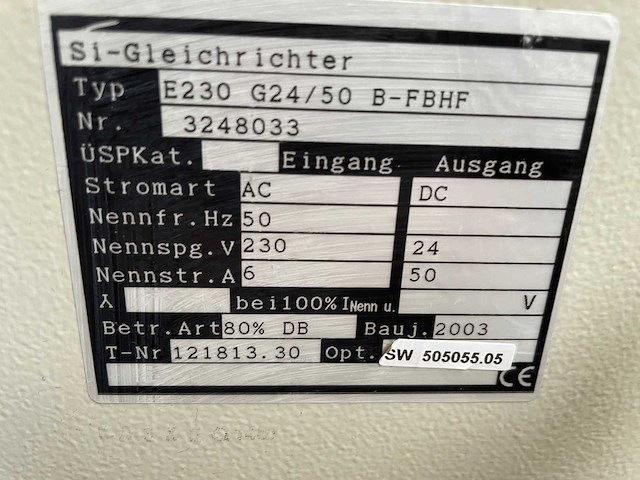 Si-Gleichrichter
Typ E230 G24/50 B-FBHF
Nr. 3248033
ÜSPKat. Eingang Ausgang
Stromart AC DC
Nennfr.Hz 50
Nennspg.V 230 24
Nennstr.A 6 50
λ bei100%INenn u. V
Betr.Art 80% DB Bauj. 2003
T-Nr 121813.30 Opt. SW 505055.05
CE